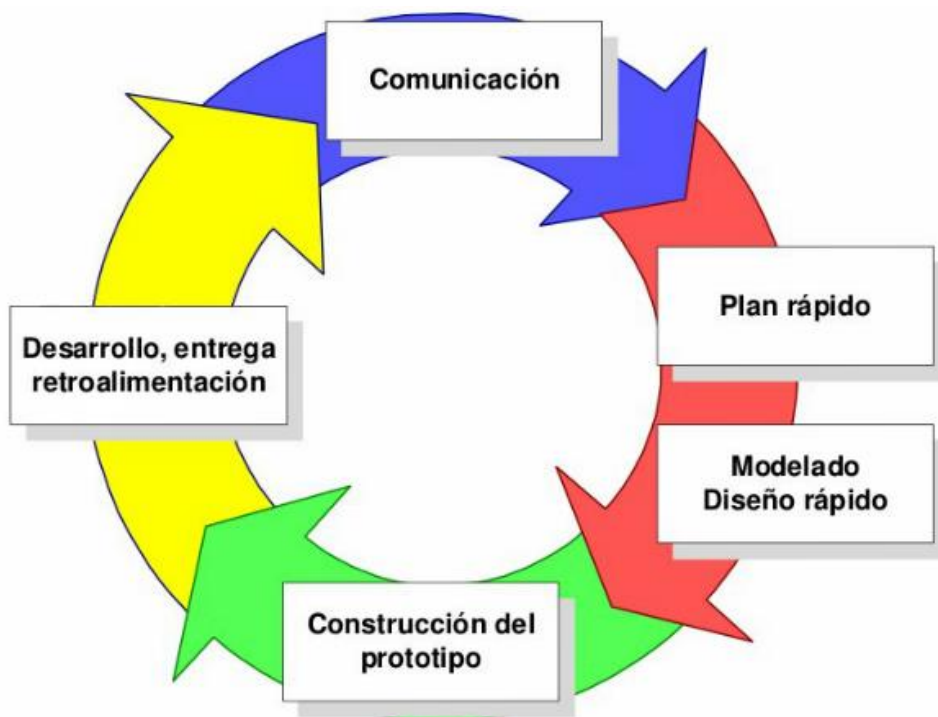 Comunicación
Plan rápido
Modelado
Diseño rápido
Construcción del
prototipo
Desarrollo, entrega
retroalimentación